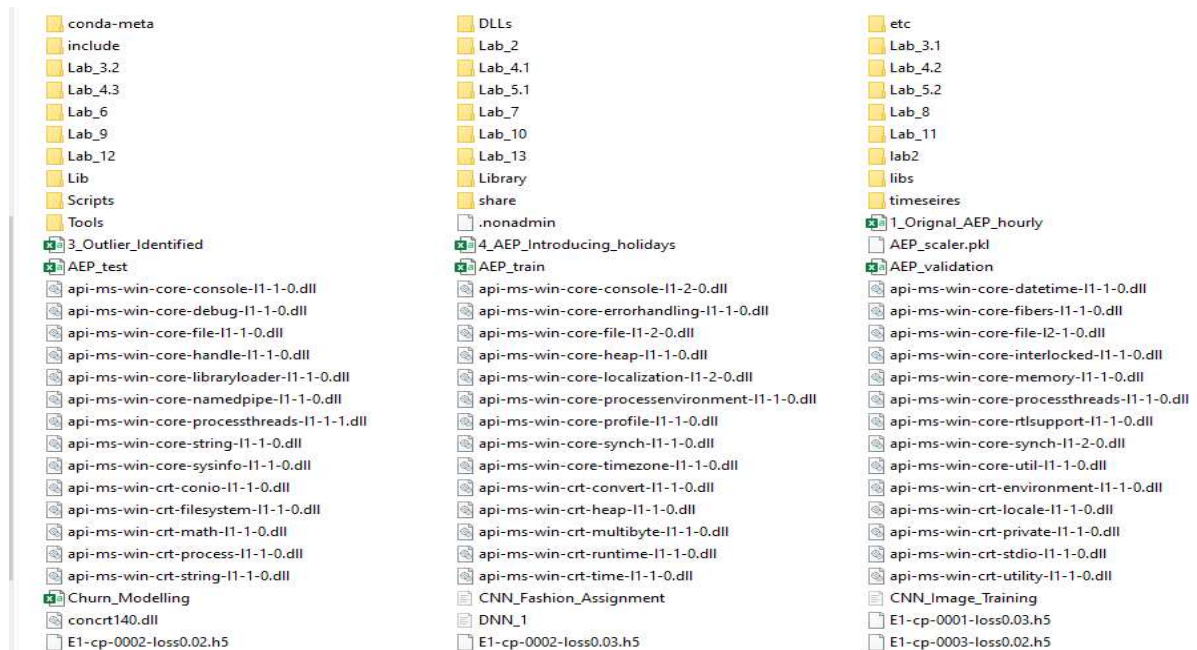 conda-meta DLLs etc
include Lab_2 Lab_3.1
Lab_3.2 Lab_4.1 Lab_4.2
Lab_4.3 Lab_5.1 Lab_5.2
Lab_6 Lab_7 Lab_8
Lab_9 Lab_10 Lab_11
Lab_12 Lab_13 lab2
Lib Library libs
Scripts share timeseires
Tools .nonadmin 1_Orignal_AEP_hourly
3_Outlier_Identified 4_AEP_Introducing_holidays AEP_scaler.pkl
AEP_test AEP_train AEP_validation
api-ms-win-core-console-l1-1-0.dll api-ms-win-core-console-l1-2-0.dll api-ms-win-core-datetime-l1-1-0.dll
api-ms-win-core-debug-l1-1-0.dll api-ms-win-core-errorhandling-l1-1-0.dll api-ms-win-core-fibers-l1-1-0.dll
api-ms-win-core-file-l1-1-0.dll api-ms-win-core-file-l1-2-0.dll api-ms-win-core-file-l2-1-0.dll
api-ms-win-core-handle-l1-1-0.dll api-ms-win-core-heap-l1-1-0.dll api-ms-win-core-interlocked-l1-1-0.dll
api-ms-win-core-libraryloader-l1-1-0.dll api-ms-win-core-localization-l1-2-0.dll api-ms-win-core-memory-l1-1-0.dll
api-ms-win-core-namedpipe-l1-1-0.dll api-ms-win-core-processenvironment-l1-1-0.dll api-ms-win-core-processthreads-l1-1-0.dll
api-ms-win-core-processthreads-l1-1-1.dll api-ms-win-core-profile-l1-1-0.dll api-ms-win-core-rtlsupport-l1-1-0.dll
api-ms-win-core-string-l1-1-0.dll api-ms-win-core-synch-l1-1-0.dll api-ms-win-core-synch-l1-2-0.dll
api-ms-win-core-sysinfo-l1-1-0.dll api-ms-win-core-timezone-l1-1-0.dll api-ms-win-core-util-l1-1-0.dll
api-ms-win-crt-conio-l1-1-0.dll api-ms-win-crt-convert-l1-1-0.dll api-ms-win-crt-environment-l1-1-0.dll
api-ms-win-crt-filesystem-l1-1-0.dll api-ms-win-crt-heap-l1-1-0.dll api-ms-win-crt-locale-l1-1-0.dll
api-ms-win-crt-math-l1-1-0.dll api-ms-win-crt-multibyte-l1-1-0.dll api-ms-win-crt-private-l1-1-0.dll
api-ms-win-crt-process-l1-1-0.dll api-ms-win-crt-runtime-l1-1-0.dll api-ms-win-crt-stdio-l1-1-0.dll
api-ms-win-crt-string-l1-1-0.dll api-ms-win-crt-time-l1-1-0.dll api-ms-win-crt-utility-l1-1-0.dll
Churn_Modelling CNN_Fashion_Assignment CNN_Image_Training
concrt140.dll DNN_1 E1-cp-0001-loss0.03.h5
E1-cp-0002-loss0.02.h5 E1-cp-0002-loss0.03.h5 E1-cp-0003-loss0.02.h5